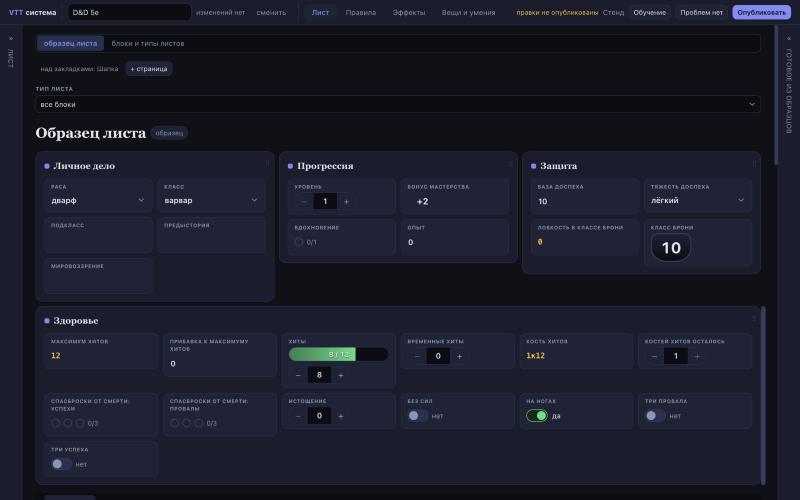 VTT система D&D 5e изменений нет сменить Лист Правила Эффекты Вещи и умения правки не опубликованы Стенд Обучение Проблем нет Опубликовать
» ЛИСТ
« ГОТОВОЕ ИЗ ОБРАЗЦОВ
образец листа блоки и типы листов
над закладками: Шапка + страница
ТИП ЛИСТА
все блоки
Образец листа образец
Личное дело
РАСА КЛАСС
дварф варвар
ПОДКЛАСС ПРЕДЫСТОРИЯ
МИРОВОЗЗРЕНИЕ
Прогрессия
УРОВЕНЬ БОНУС МАСТЕРСТВА
− 1 + +2
ВДОХНОВЕНИЕ ОПЫТ
0/1 0
Защита
БАЗА ДОСПЕХА ТЯЖЕСТЬ ДОСПЕХА
10 лёгкий
ЛОВКОСТЬ В КЛАССЕ БРОНИ КЛАСС БРОНИ
0 10
Здоровье
МАКСИМУМ ХИТОВ
12
ПРИБАВКА К МАКСИМУМУ
ХИТОВ
0
ХИТЫ
8 / 12
− 8 +
ВРЕМЕННЫЕ ХИТЫ
− 0 +
КОСТЬ ХИТОВ
1к12
КОСТЕЙ ХИТОВ ОСТАЛОСЬ
− 1 +
СПАСБРОСКИ ОТ СМЕРТИ:
УСПЕХИ
0/3
СПАСБРОСКИ ОТ СМЕРТИ:
ПРОВАЛЫ
0/3
ИСТОЩЕНИЕ
− 0 +
БЕЗ СИЛ
нет
НА НОГАХ
да
ТРИ ПРОВАЛА
нет
ТРИ УСПЕХА
нет